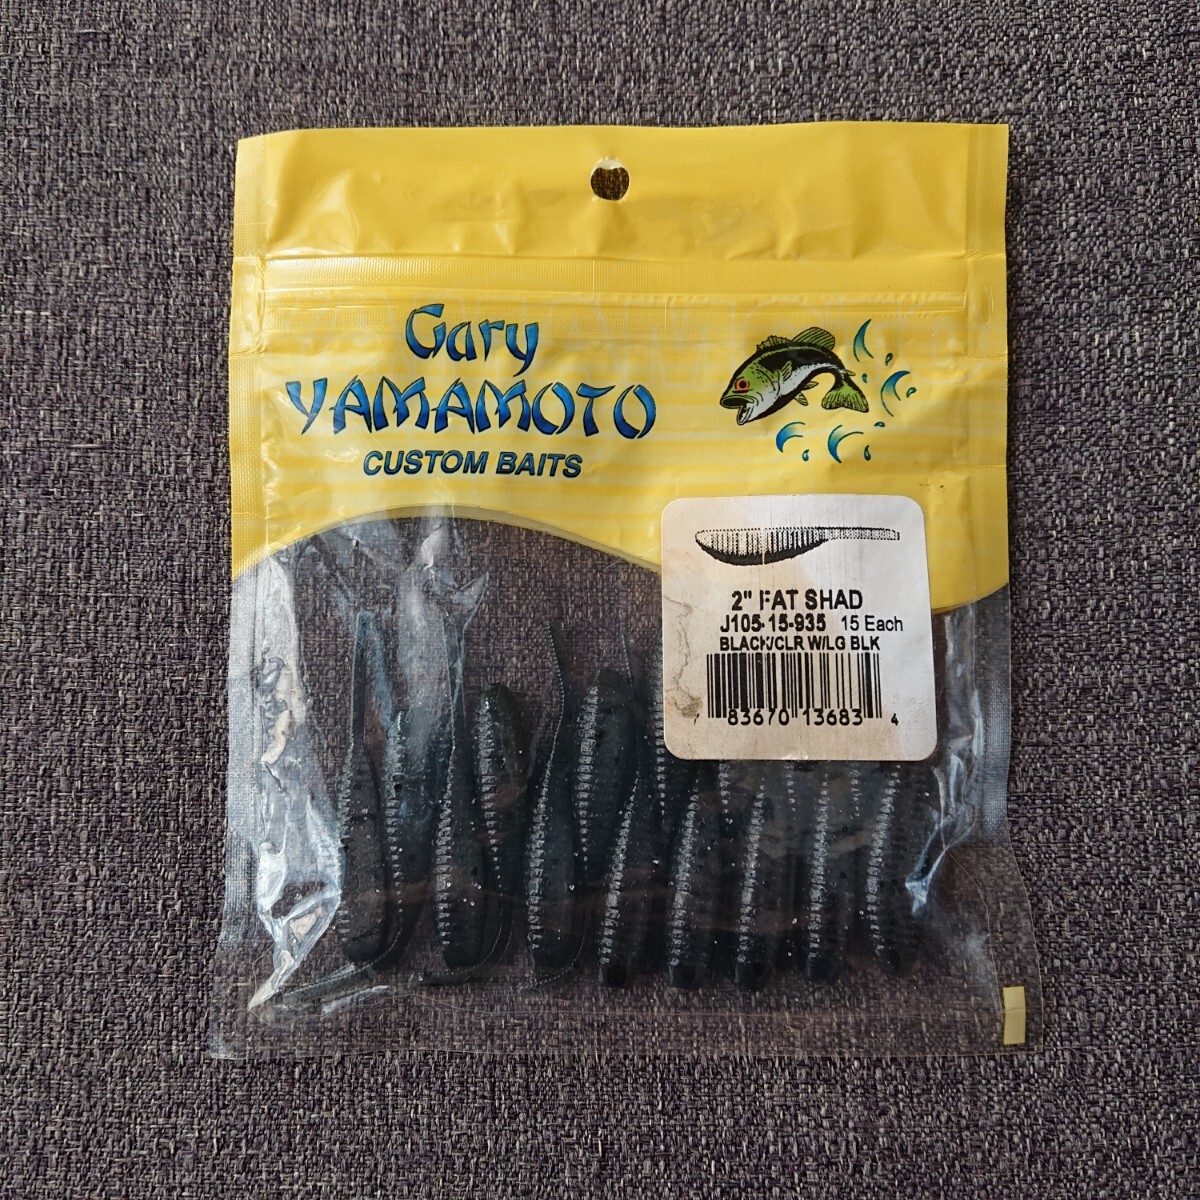 Gary
YAMAMOTO
CUSTOM BAITS
2" FAT SHAD
J105-15-935 15 Each
BLACK/CLR W/LG BLK
7 83670 13683 4